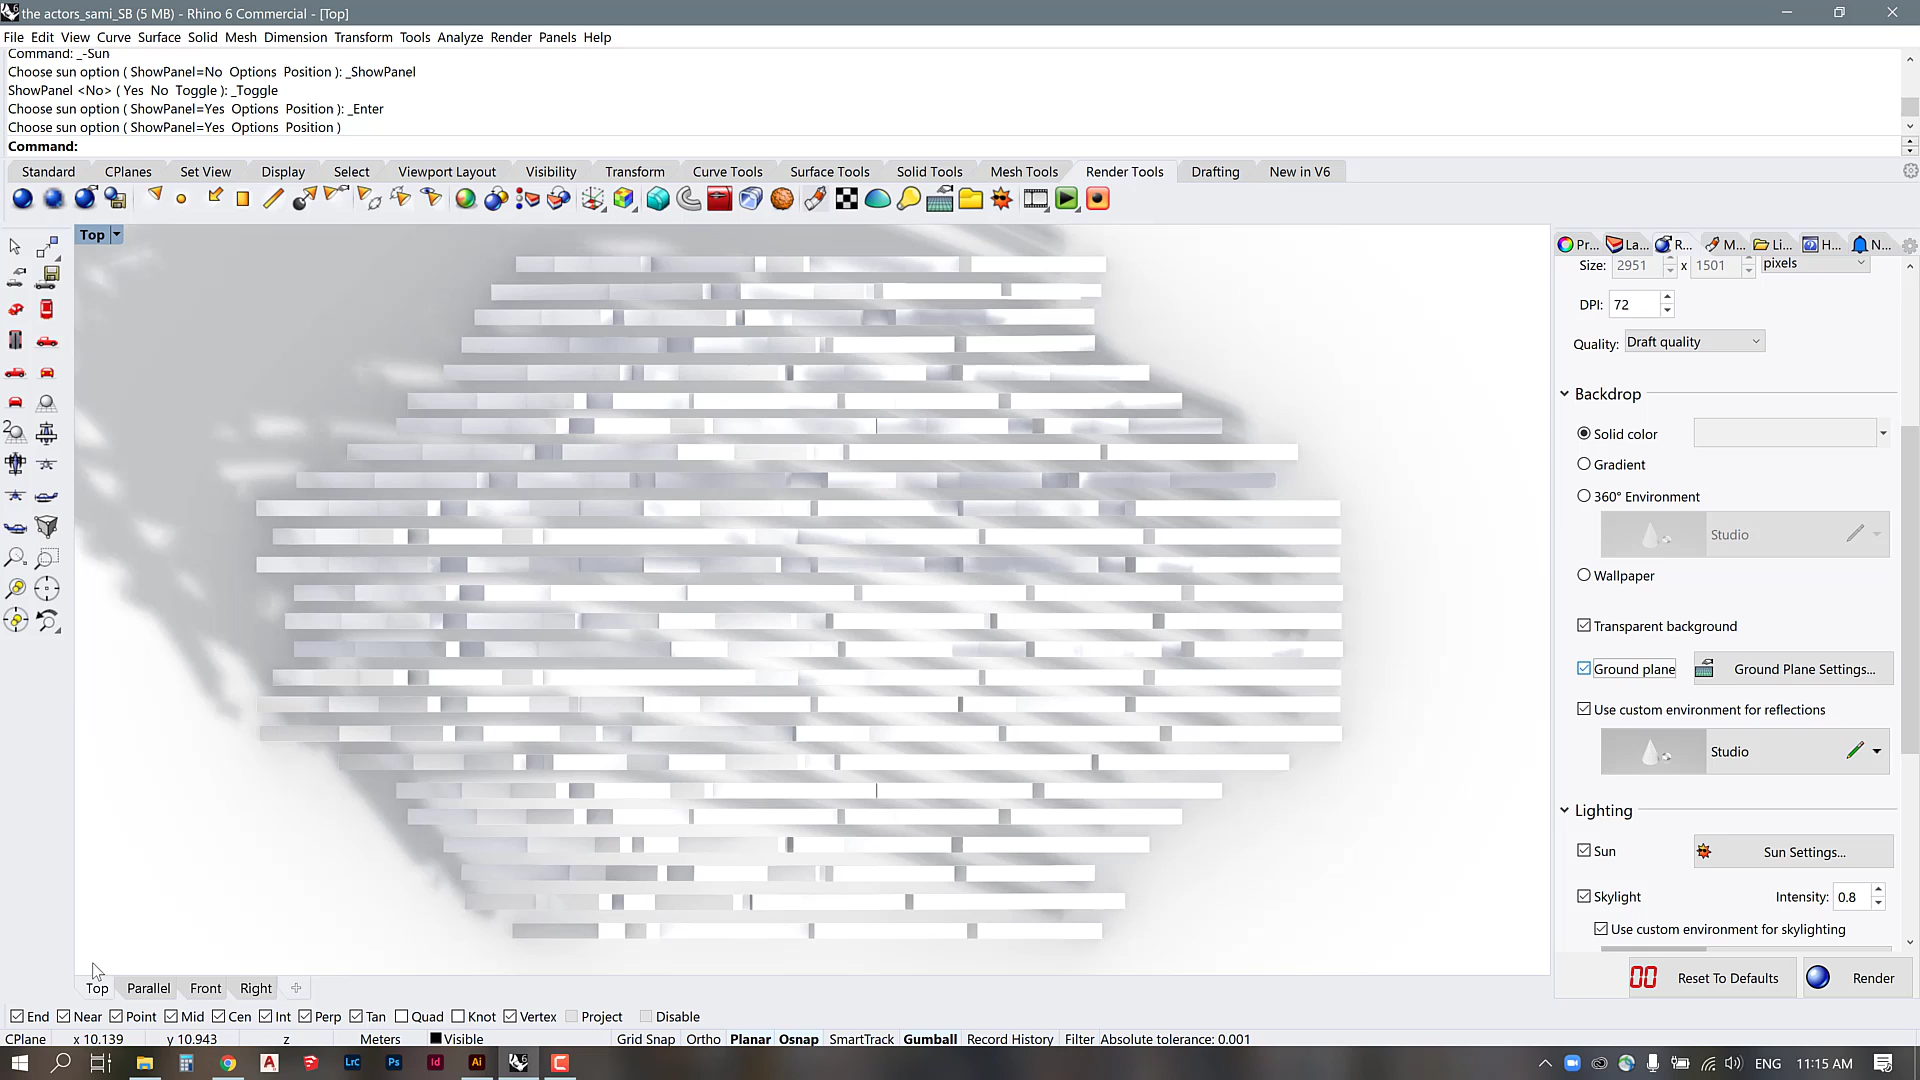 the actors_sami_SB (5 MB) - Rhino 6 Commercial - [Top]
File Edit View Curve Surface Solid Mesh Dimension Transform Tools Analyze Render Panels Help
Command: _-Sun
Choose sun option ( ShowPanel=No Options Position ): _ShowPanel
ShowPanel <No> ( Yes No Toggle ): _Toggle
Choose sun option ( ShowPanel=Yes Options Position ): _Enter
Choose sun option ( ShowPanel=Yes Options Position )
Command:
Standard CPlanes Set View Display Select Viewport Layout Visibility Transform Curve Tools Surface Tools Solid Tools Mesh Tools Render Tools Drafting New in V6
Top
Pr... La... R... M... Li... H... N...
Size: 2951 x 1501 pixels
DPI: 72
Quality: Draft quality
Backdrop
Solid color
Gradient
360° Environment
Studio
Wallpaper
Transparent background
Ground plane Ground Plane Settings...
Use custom environment for reflections
Studio
Lighting
Sun Sun Settings...
Skylight Intensity: 0.8
Use custom environment for skylighting
Reset To Defaults Render
Top Parallel Front Right
End Near Point Mid Cen Int Perp Tan Quad Knot Vertex Project Disable
CPlane x 10.139 y 10.943 z Meters Visible Grid Snap Ortho Planar Osnap SmartTrack Gumball Record History Filter Absolute tolerance: 0.001
LrC Ps Id Ai ENG 11:15 AM